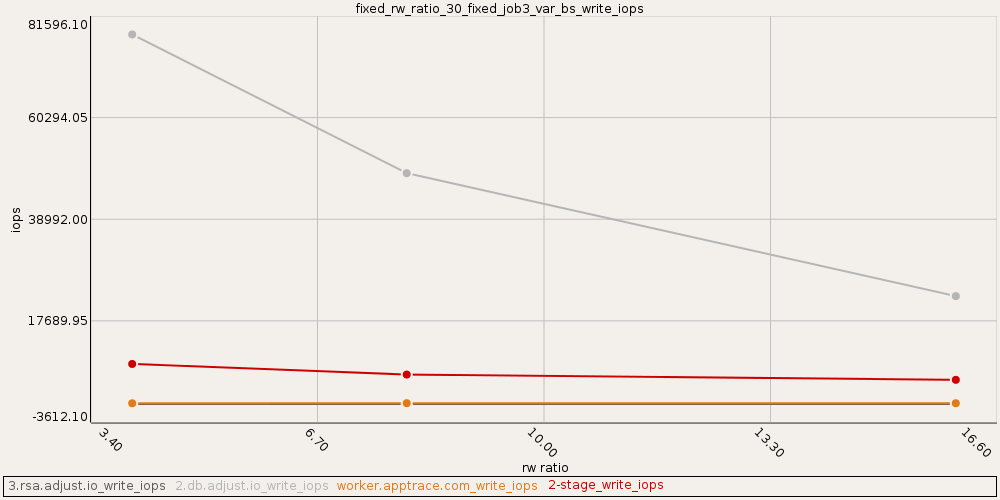 fixed_rw_ratio_30_fixed_job3_var_bs_write_iops
81596.10
60294.05
38992.00
17689.95
-3612.10
iops
3.40
6.70
10.00
13.30
16.60
rw ratio
3.rsa.adjust.io_write_iops 2.db.adjust.io_write_iops worker.apptrace.com_write_iops 2-stage_write_iops